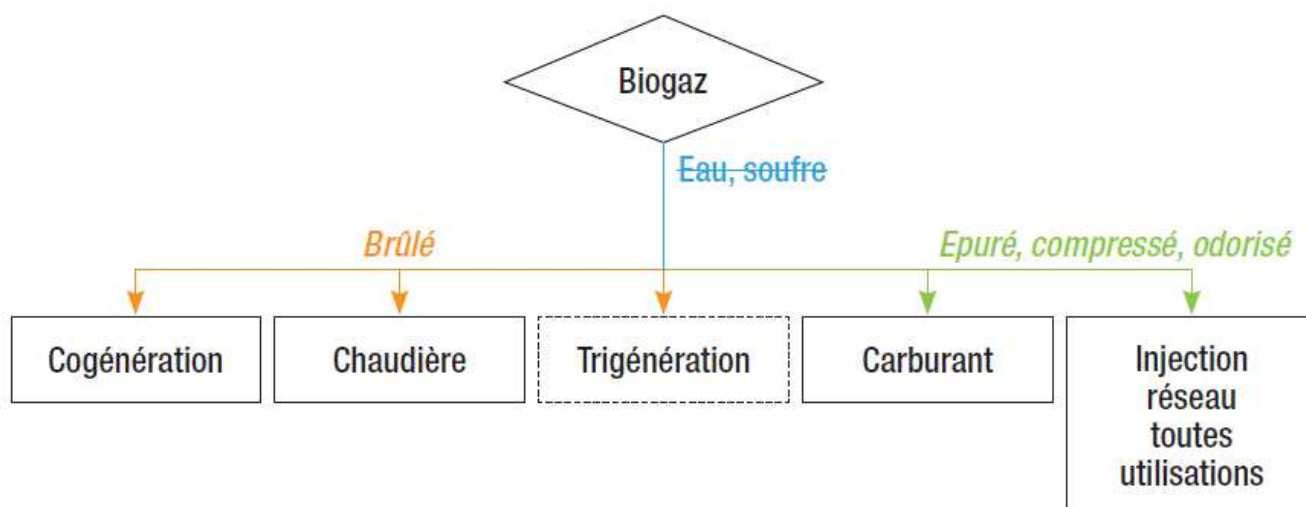 Biogaz
Eau, soufre
Brûlé
Epuré, compressé, odorisé
Cogénération
Chaudière
Trigénération
Carburant
Injection
réseau
toutes
utilisations